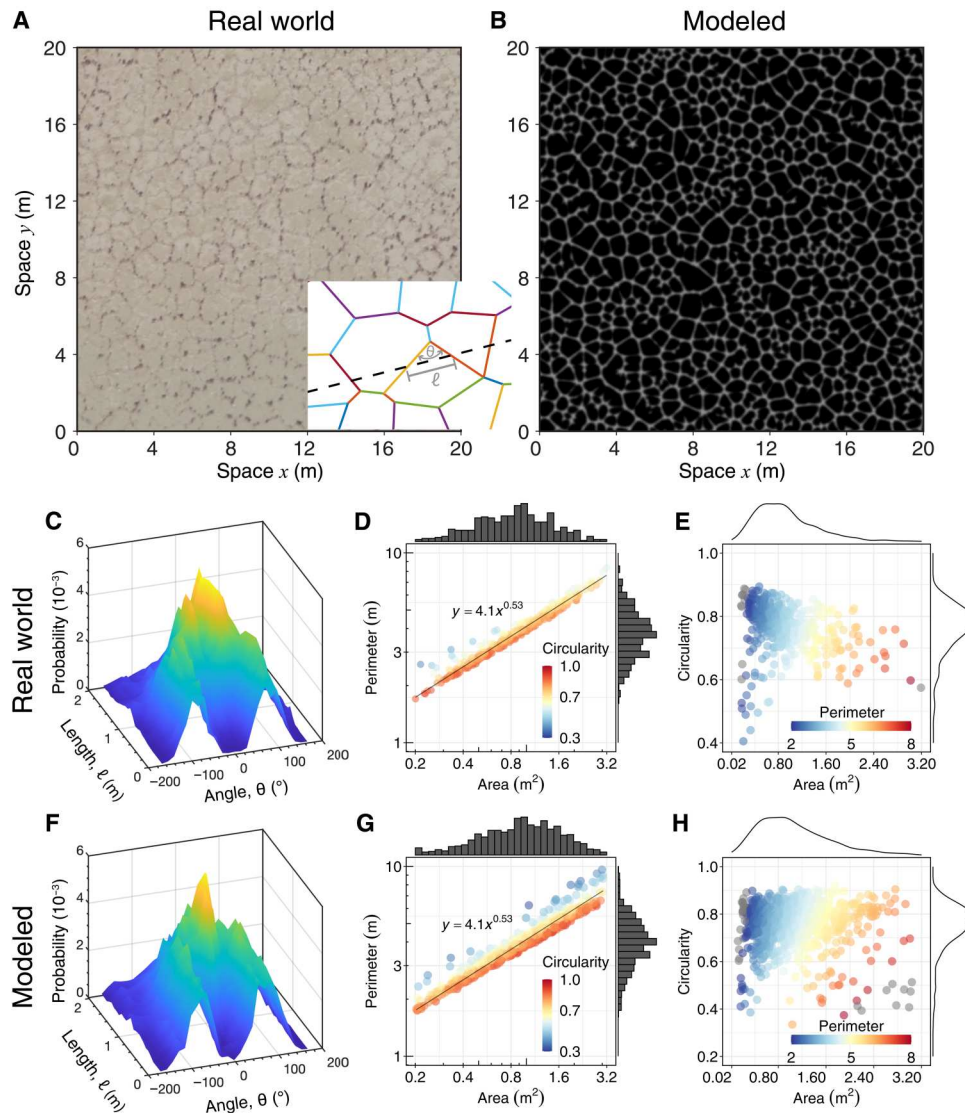 A Real world
B Modeled
20
16
12
8
4
0
Space y (m)
0 4 8 12 16 20
Space x (m)
θ
ℓ
20
16
12
8
4
0
0 4 8 12 16 20
Space x (m)
Real world
C
6
4
2
0
Probability (10⁻³)
2
1
0
Length, ℓ (m)
−200
−100
0
100
200
Angle, θ (°)
D
10
3
1
Perimeter (m)
y = 4.1x^0.53
Circularity
1.0
0.7
0.3
0.2 0.4 0.8 1.6 3.2
Area (m²)
E
1.0
0.8
0.6
0.4
Circularity
Perimeter
2 5 8
0.02 0.80 1.60 2.40 3.20
Area (m²)
Modeled
F
6
4
2
0
Probability (10⁻³)
2
1
0
Length, ℓ (m)
−200
−100
0
100
200
Angle, θ (°)
G
10
3
1
Perimeter (m)
y = 4.1x^0.53
Circularity
1.0
0.7
0.3
0.2 0.4 0.8 1.6 3.2
Area (m²)
H
1.0
0.8
0.6
0.4
0.2
Circularity
Perimeter
2 5 8
0.02 0.80 1.60 2.40 3.20
Area (m²)